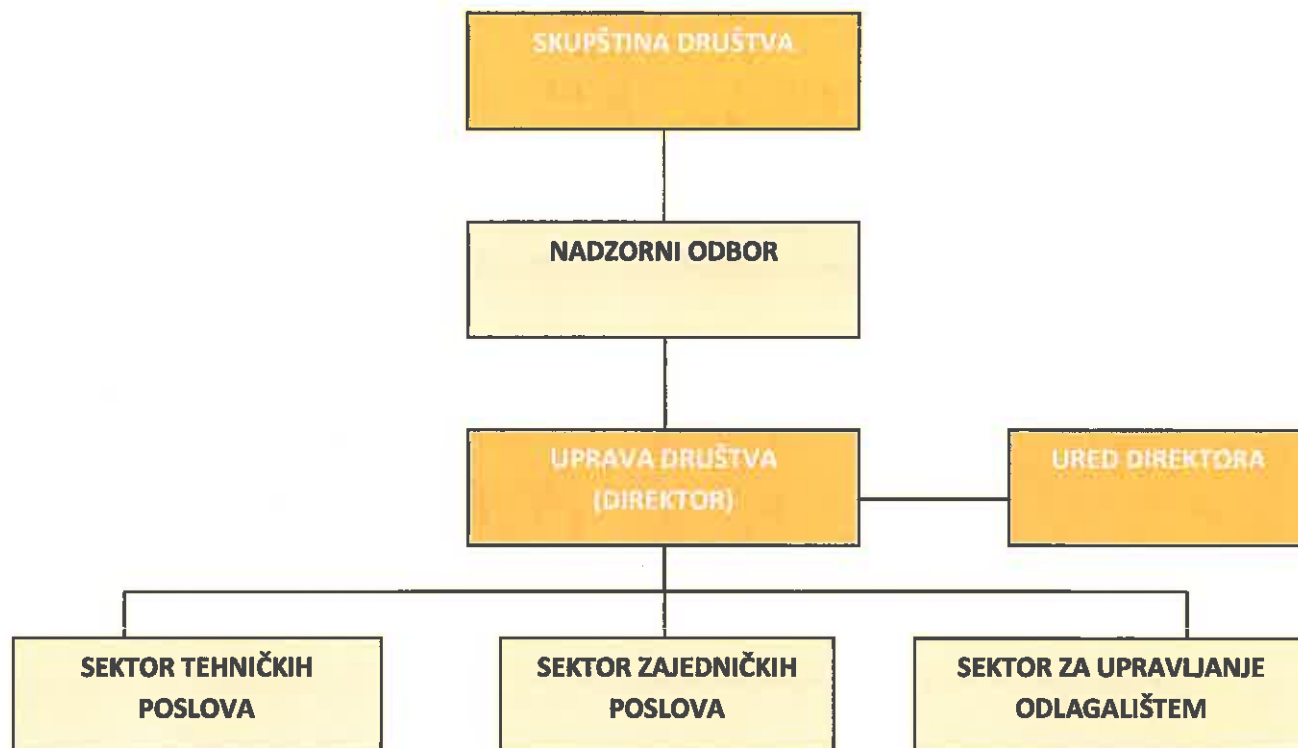 SKUPŠTINA DRUŠTVA
NADZORNI ODBOR
UPRAVA DRUŠTVA
(DIREKTOR)
URED DIREKTORA
SEKTOR TEHNIČKIH
POSLOVA
SEKTOR ZAJEDNIČKIH
POSLOVA
SEKTOR ZA UPRAVLJANJE
ODLAGALIŠTEM